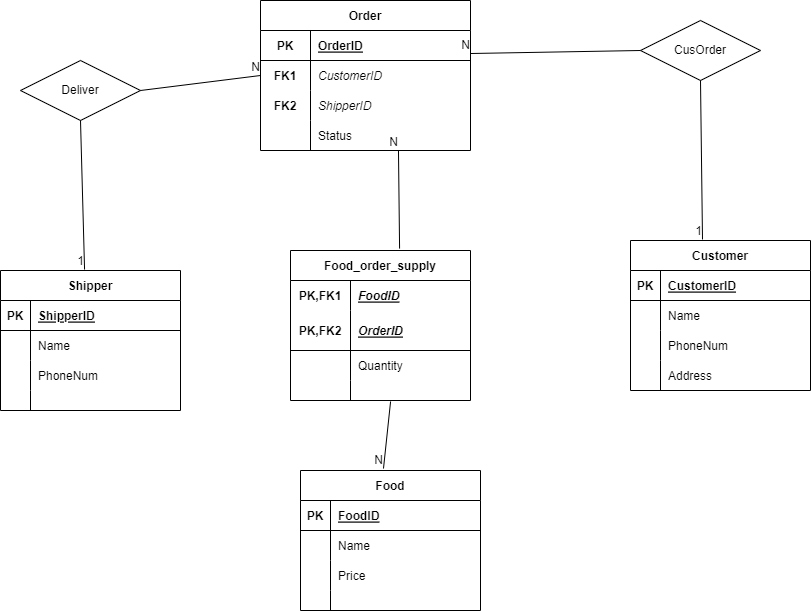 Order
PK OrderID
N
N
FK1 CustomerID
FK2 ShipperID
Status
N
Deliver
CusOrder
1
1
Shipper
PK ShipperID
Name
PhoneNum
Food_order_supply
PK,FK1 FoodID
PK,FK2 OrderID
Quantity
Customer
PK CustomerID
Name
PhoneNum
Address
N
Food
PK FoodID
Name
Price